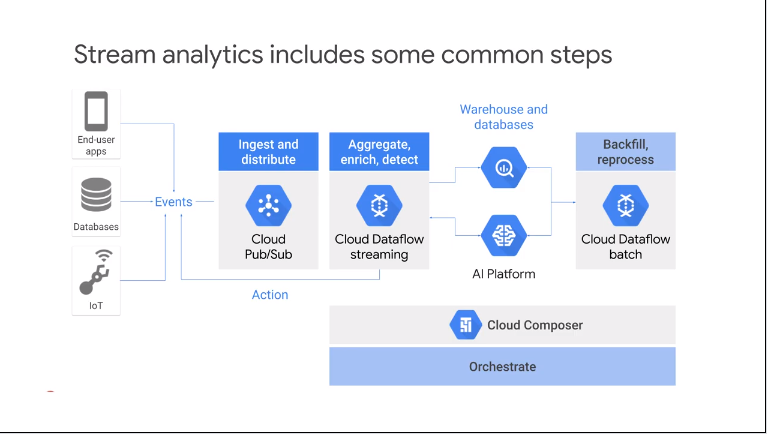 Stream analytics includes some common steps
End-user
apps
Databases
IoT
Events
Action
Ingest and
distribute
Cloud
Pub/Sub
Aggregate,
enrich, detect
Cloud Dataflow
streaming
Warehouse and
databases
AI Platform
Backfill,
reprocess
Cloud Dataflow
batch
Cloud Composer
Orchestrate